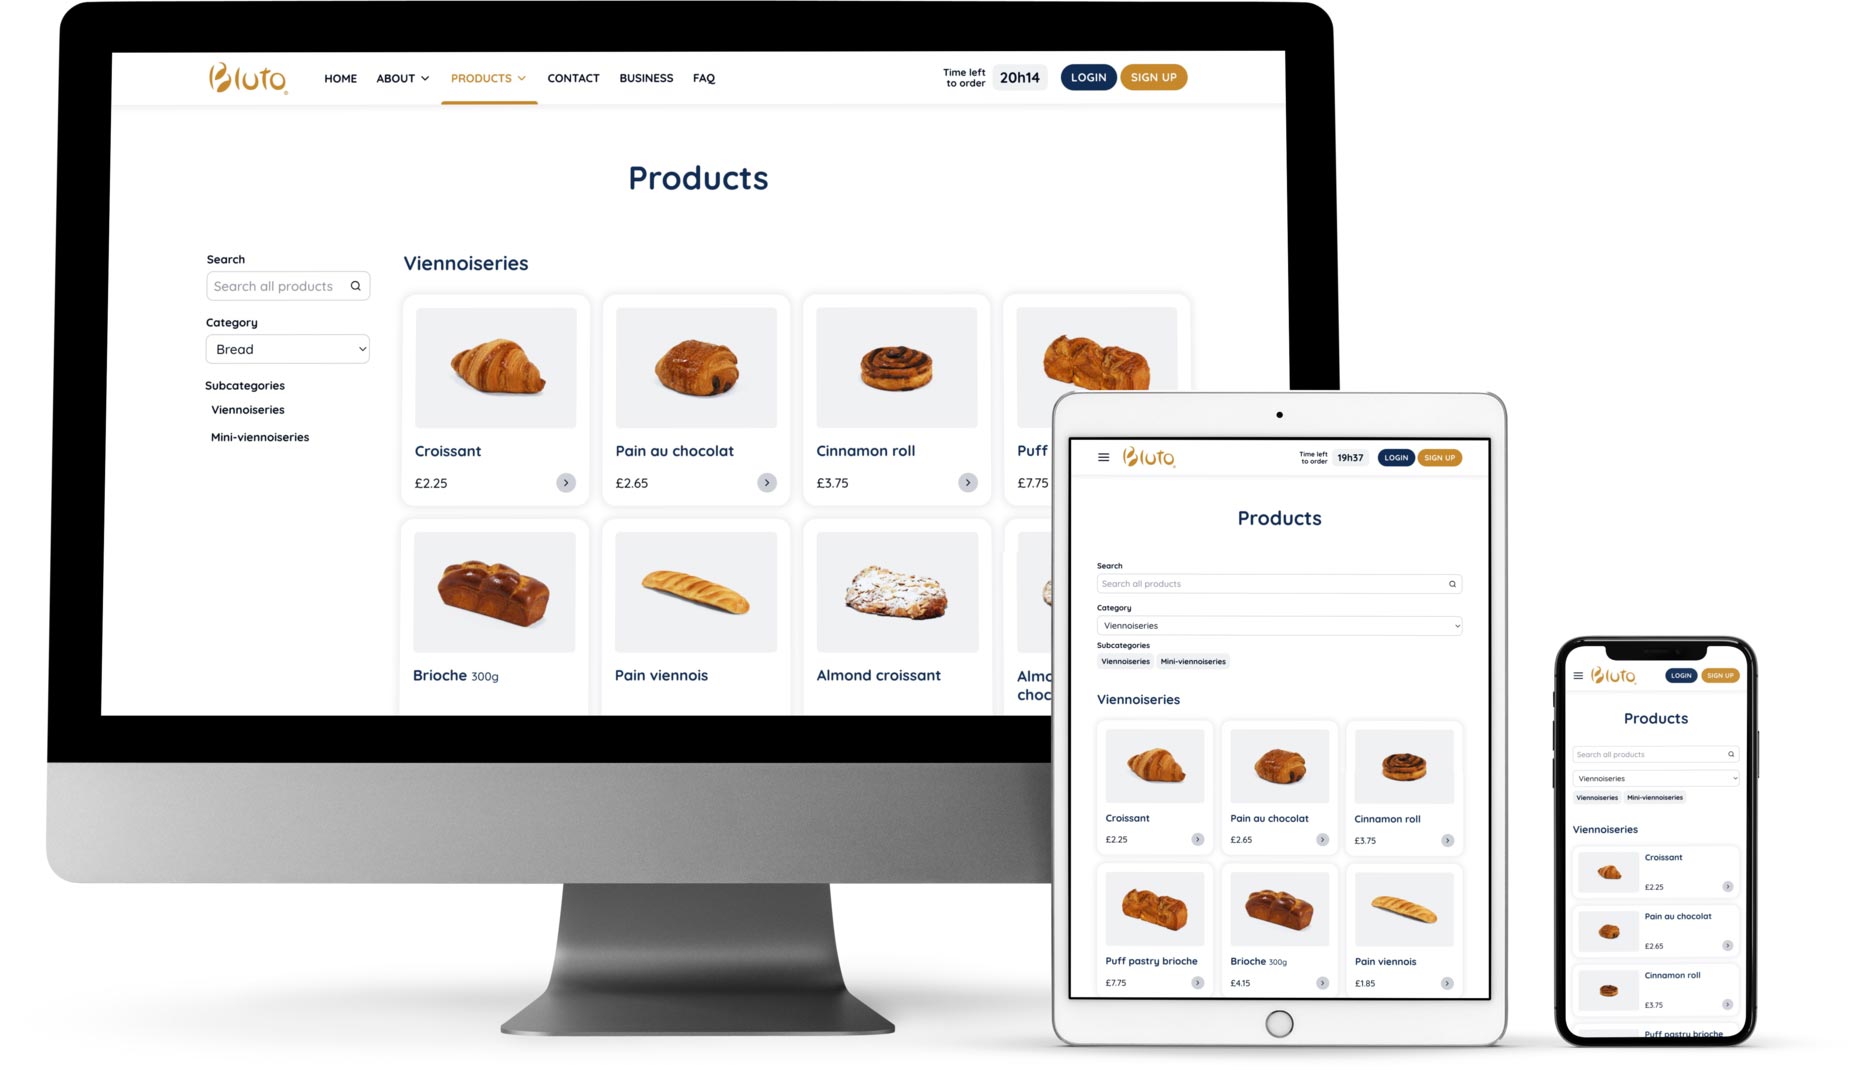 Bluto
HOME ABOUT PRODUCTS CONTACT BUSINESS FAQ
Time left
to order
20h14
LOGIN SIGN UP
Products
Search
Search all products
Category
Bread
Subcategories
Viennoiseries
Mini-viennoiseries
Viennoiseries
Croissant
£2.25
Pain au chocolat
£2.65
Cinnamon roll
£3.75
Puff
£7.75
Brioche 300g
Pain viennois
Almond croissant
Almo
choc
Bluto
Time left
to order
19h37
LOGIN SIGN UP
Products
Search
Search all products
Category
Viennoiseries
Subcategories
Viennoiseries Mini-viennoiseries
Viennoiseries
Croissant
£2.25
Pain au chocolat
£2.65
Cinnamon roll
£3.75
Puff pastry brioche
£7.75
Brioche 300g
£4.15
Pain viennois
£1.85
Bluto
LOGIN SIGN UP
Products
Search all products
Viennoiseries
Viennoiseries Mini-viennoiseries
Viennoiseries
Croissant
£2.25
Pain au chocolat
£2.65
Cinnamon roll
£3.75
Puff pastry brioche